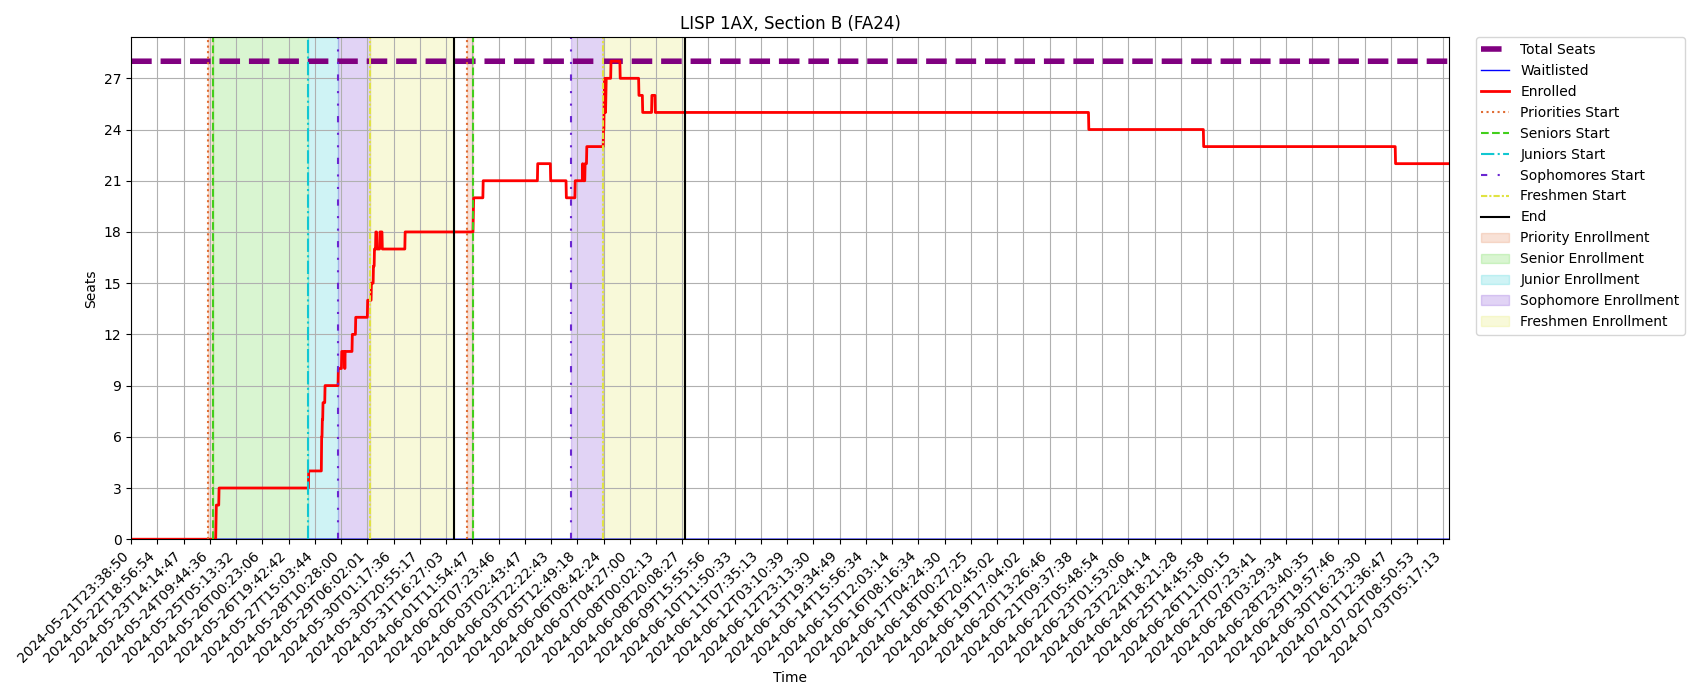 LISP 1AX, Section B (FA24)
Total Seats
Waitlisted
Enrolled
Priorities Start
Seniors Start
Juniors Start
Sophomores Start
Freshmen Start
End
Priority Enrollment
Senior Enrollment
Junior Enrollment
Sophomore Enrollment
Freshmen Enrollment
Seats
27
24
21
18
15
12
9
6
3
0
2024-05-21T23:38:50
2024-05-22T18:56:54
2024-05-23T14:14:47
2024-05-24T09:44:36
2024-05-25T05:13:32
2024-05-26T00:23:06
2024-05-26T19:42:42
2024-05-27T15:03:44
2024-05-28T10:28:00
2024-05-29T06:02:01
2024-05-30T01:17:36
2024-05-30T20:55:17
2024-05-31T16:27:03
2024-06-01T11:54:47
2024-06-02T07:23:46
2024-06-03T02:43:47
2024-06-03T22:22:43
2024-06-05T12:49:18
2024-06-06T08:42:24
2024-06-07T04:27:00
2024-06-08T00:02:13
2024-06-08T20:08:27
2024-06-09T15:55:56
2024-06-10T11:50:33
2024-06-11T07:35:13
2024-06-12T03:10:39
2024-06-12T23:13:30
2024-06-13T19:34:49
2024-06-14T15:56:34
2024-06-15T12:03:14
2024-06-16T08:16:34
2024-06-17T04:24:30
2024-06-18T00:27:25
2024-06-18T20:45:02
2024-06-19T17:04:02
2024-06-20T13:26:46
2024-06-21T09:37:38
2024-06-22T05:48:54
2024-06-23T01:53:06
2024-06-23T22:04:14
2024-06-24T18:21:28
2024-06-25T14:45:58
2024-06-26T11:00:15
2024-06-27T07:23:41
2024-06-28T03:29:34
2024-06-28T23:40:35
2024-06-29T19:57:46
2024-06-30T16:23:30
2024-07-01T12:36:47
2024-07-02T08:50:53
2024-07-03T05:17:13
Time